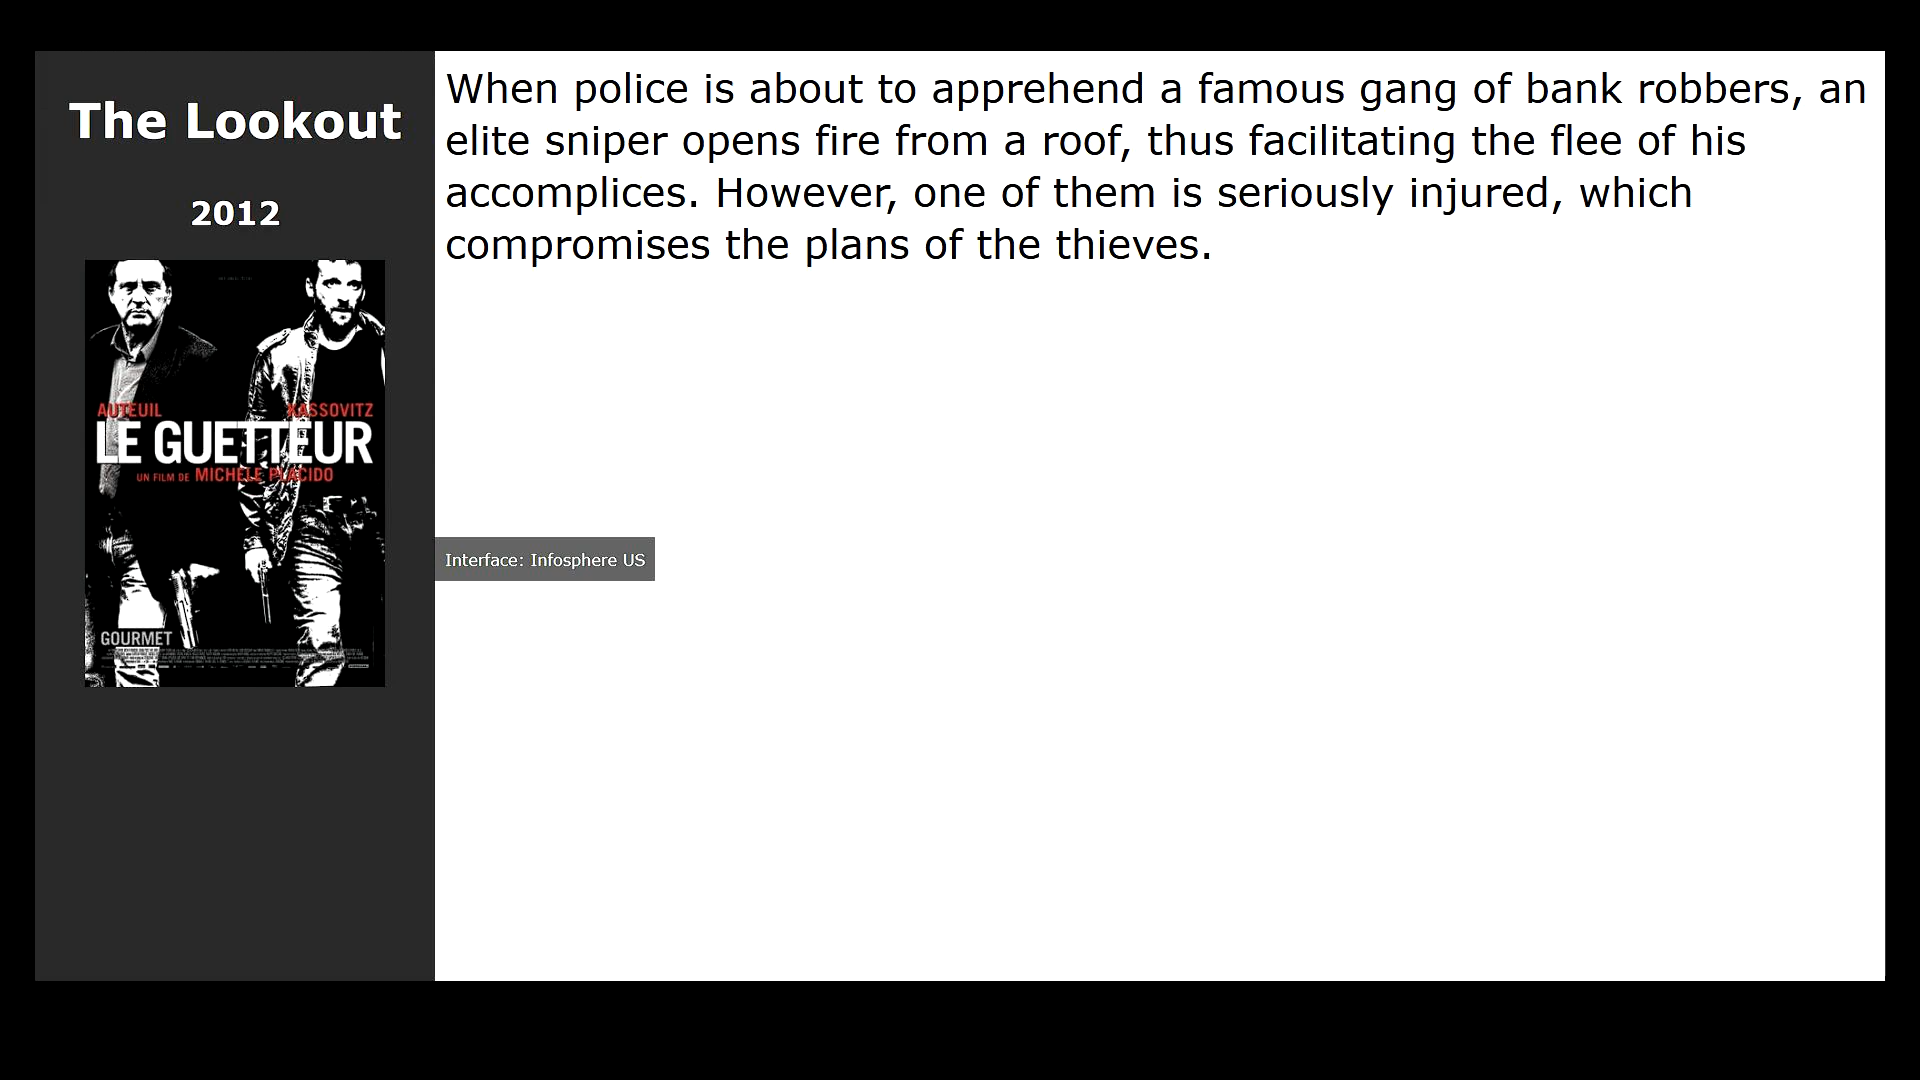 The Lookout
2012
AUTEUIL KASSOVITZ
LE GUETTEUR
UN FILM DE MICHELE PLACIDO
GOURMET
When police is about to apprehend a famous gang of bank robbers, an
elite sniper opens fire from a roof, thus facilitating the flee of his
accomplices. However, one of them is seriously injured, which
compromises the plans of the thieves.
Interface: Infosphere US